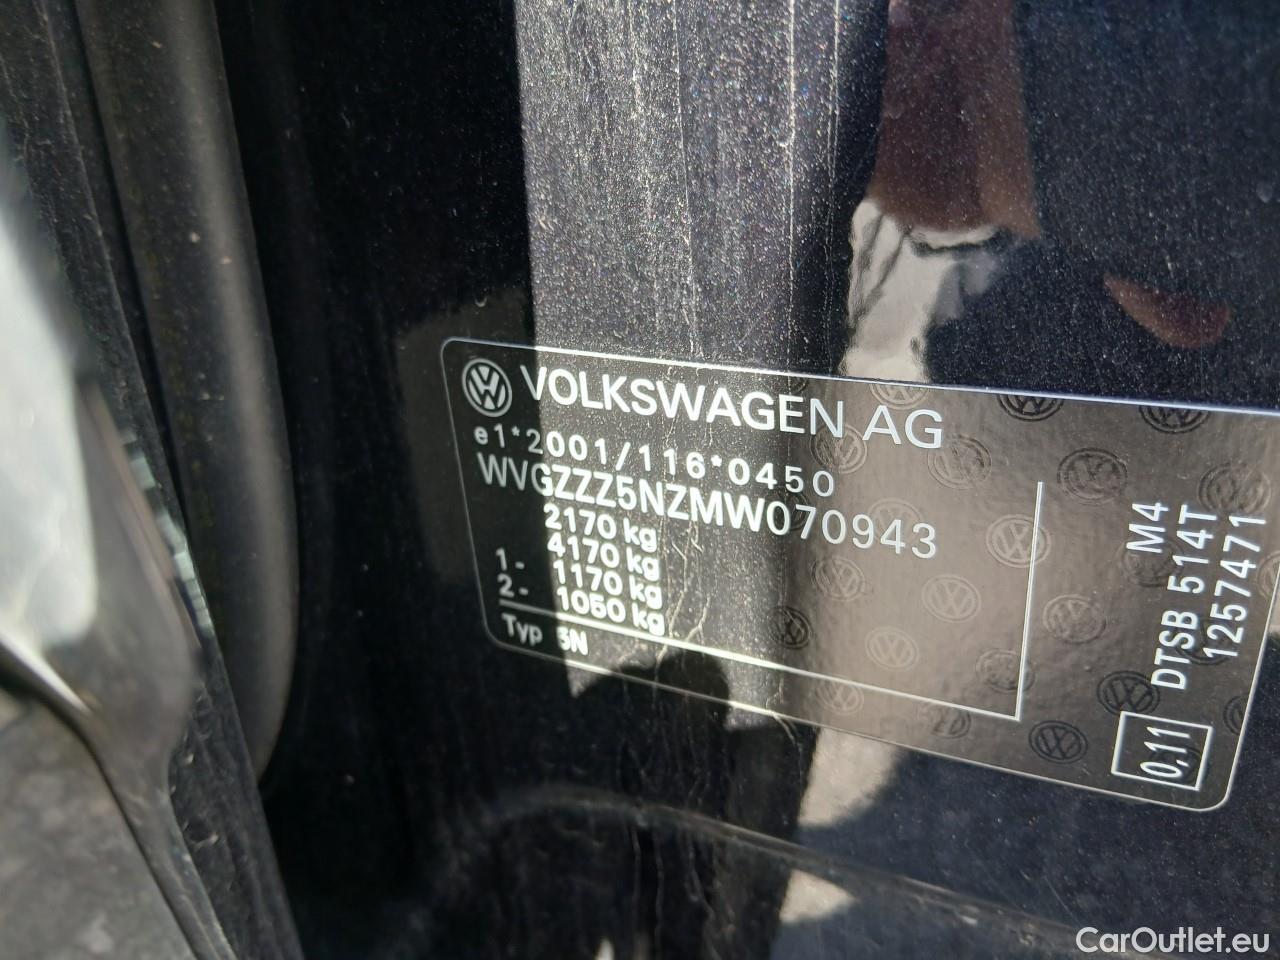 VOLKSWAGEN AG
e1*2001/116*0450
WVGZZZ5NZMW070943
2170 kg
4170 kg
1- 1170 kg
2- 1050 kg
Typ 5N
M4
DTSB 514T
1257471
0,11
CarOutlet.eu